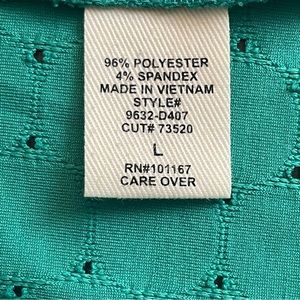 96% POLYESTER
4% SPANDEX
MADE IN VIETNAM
STYLE#
9632-D407
CUT# 73520
L
RN#101167
CARE OVER